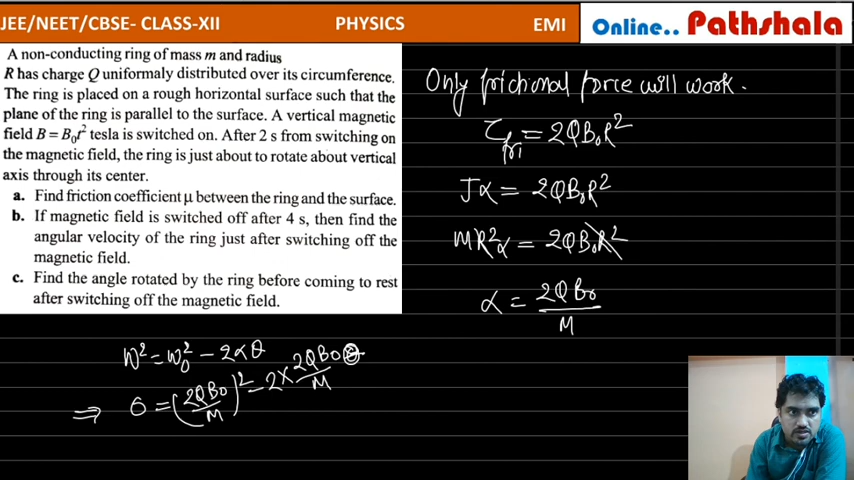 JEE/NEET/CBSE- CLASS-XII
PHYSICS
EMI
Online.. Pathshala
A non-conducting ring of mass m and radius
R has charge Q uniformaly distributed over its circumference.
The ring is placed on a rough horizontal surface such that the
plane of the ring is parallel to the surface. A vertical magnetic
field B = B₀t² tesla is switched on. After 2 s from switching on
the magnetic field, the ring is just about to rotate about vertical
axis through its center.
a. Find friction coefficient μ between the ring and the surface.
b. If magnetic field is switched off after 4 s, then find the
angular velocity of the ring just after switching off the
magnetic field.
c. Find the angle rotated by the ring before coming to rest
after switching off the magnetic field.
Only frictional force will work.
τ_fri = 2QB₀R²
Iα = 2QB₀R²
MR²α = 2QB₀R²
α = 2QB₀/M
W² = W₀² - 2αθ
⇒ 0 = (2QB₀/M)² - 2 × 2QB₀/M θ